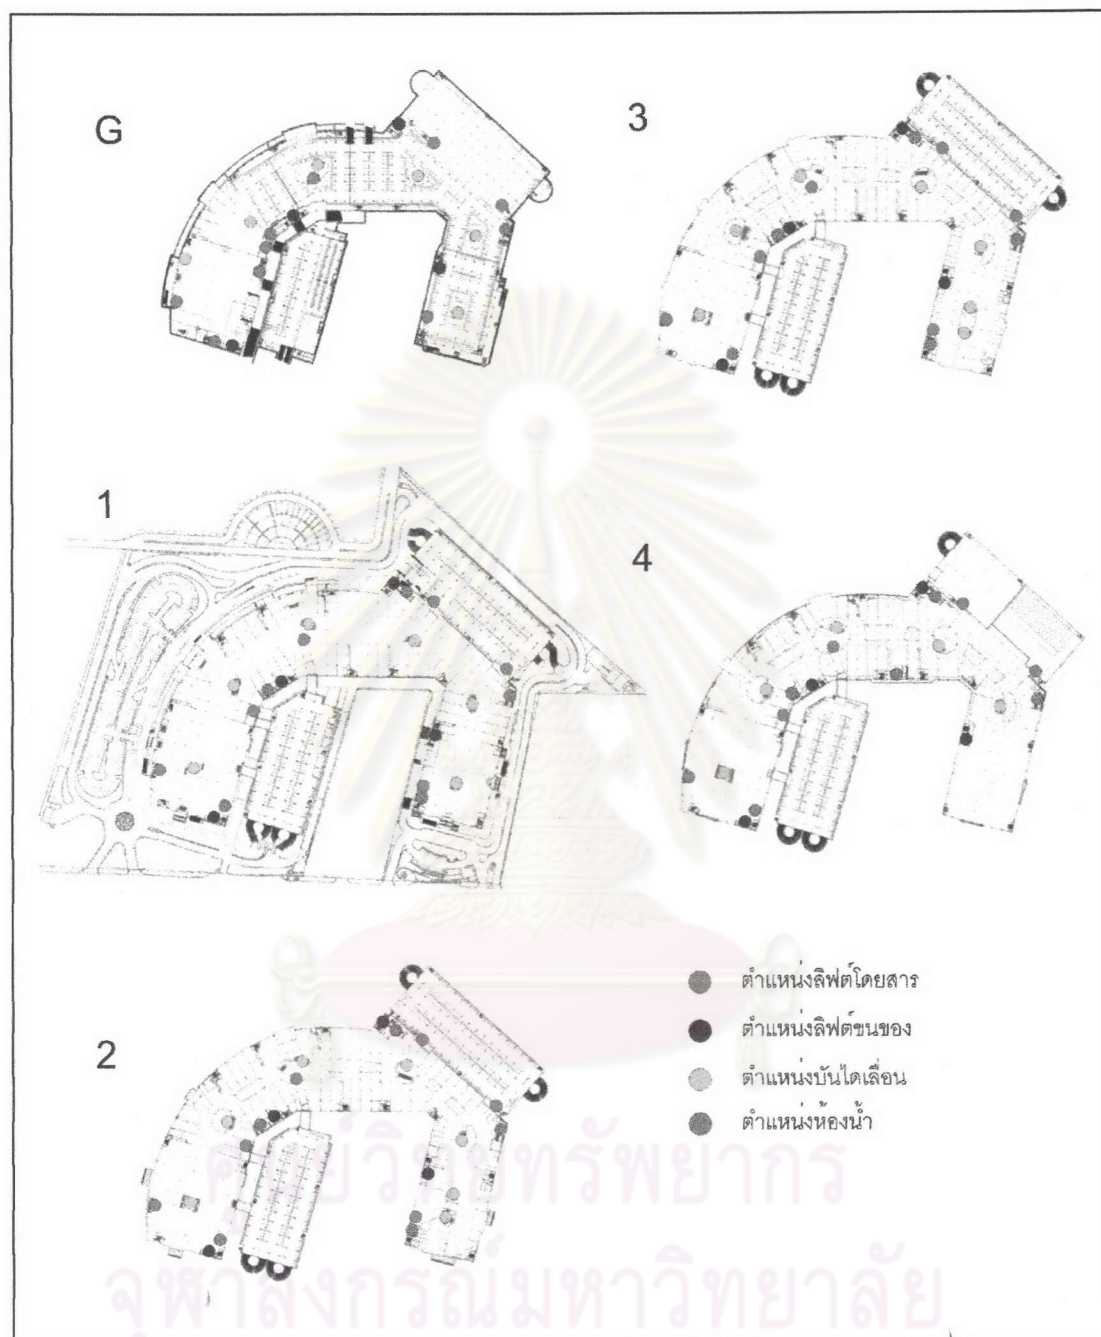 G
3
1
4
2
ตำแหน่งลิฟต์โดยสาร
ตำแหน่งลิฟต์ขนของ
ตำแหน่งบันไดเลื่อน
ตำแหน่งห้องน้ำ
ศูนย์วิทยทรัพยากร
จุฬาลงกรณ์มหาวิทยาลัย